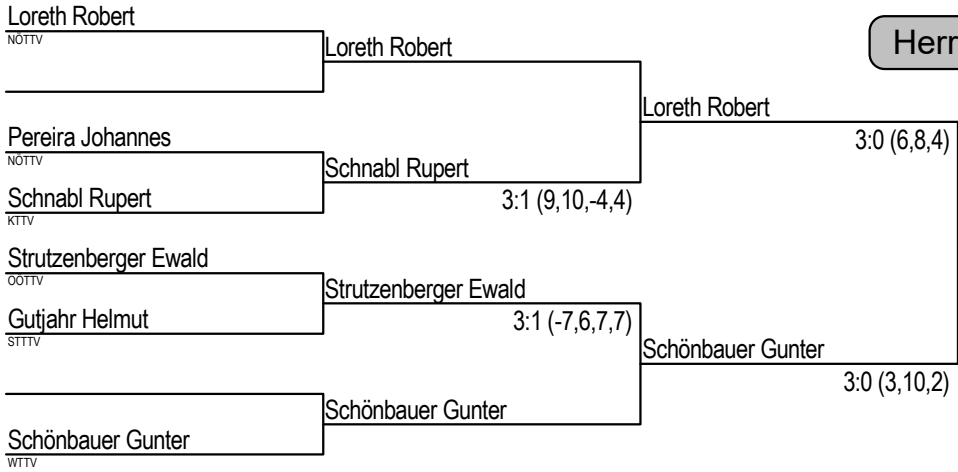 Loreth Robert
NÖTTV
Loreth Robert
Herr
Loreth Robert
3:0 (6,8,4)
Pereira Johannes
NÖTTV
Schnabl Rupert
3:1 (9,10,-4,4)
Schnabl Rupert
KTTV
Strutzenberger Ewald
OÖTTV
Strutzenberger Ewald
3:1 (-7,6,7,7)
Gutjahr Helmut
STTTV
Schönbauer Gunter
3:0 (3,10,2)
Schönbauer Gunter
Schönbauer Gunter
WTTV